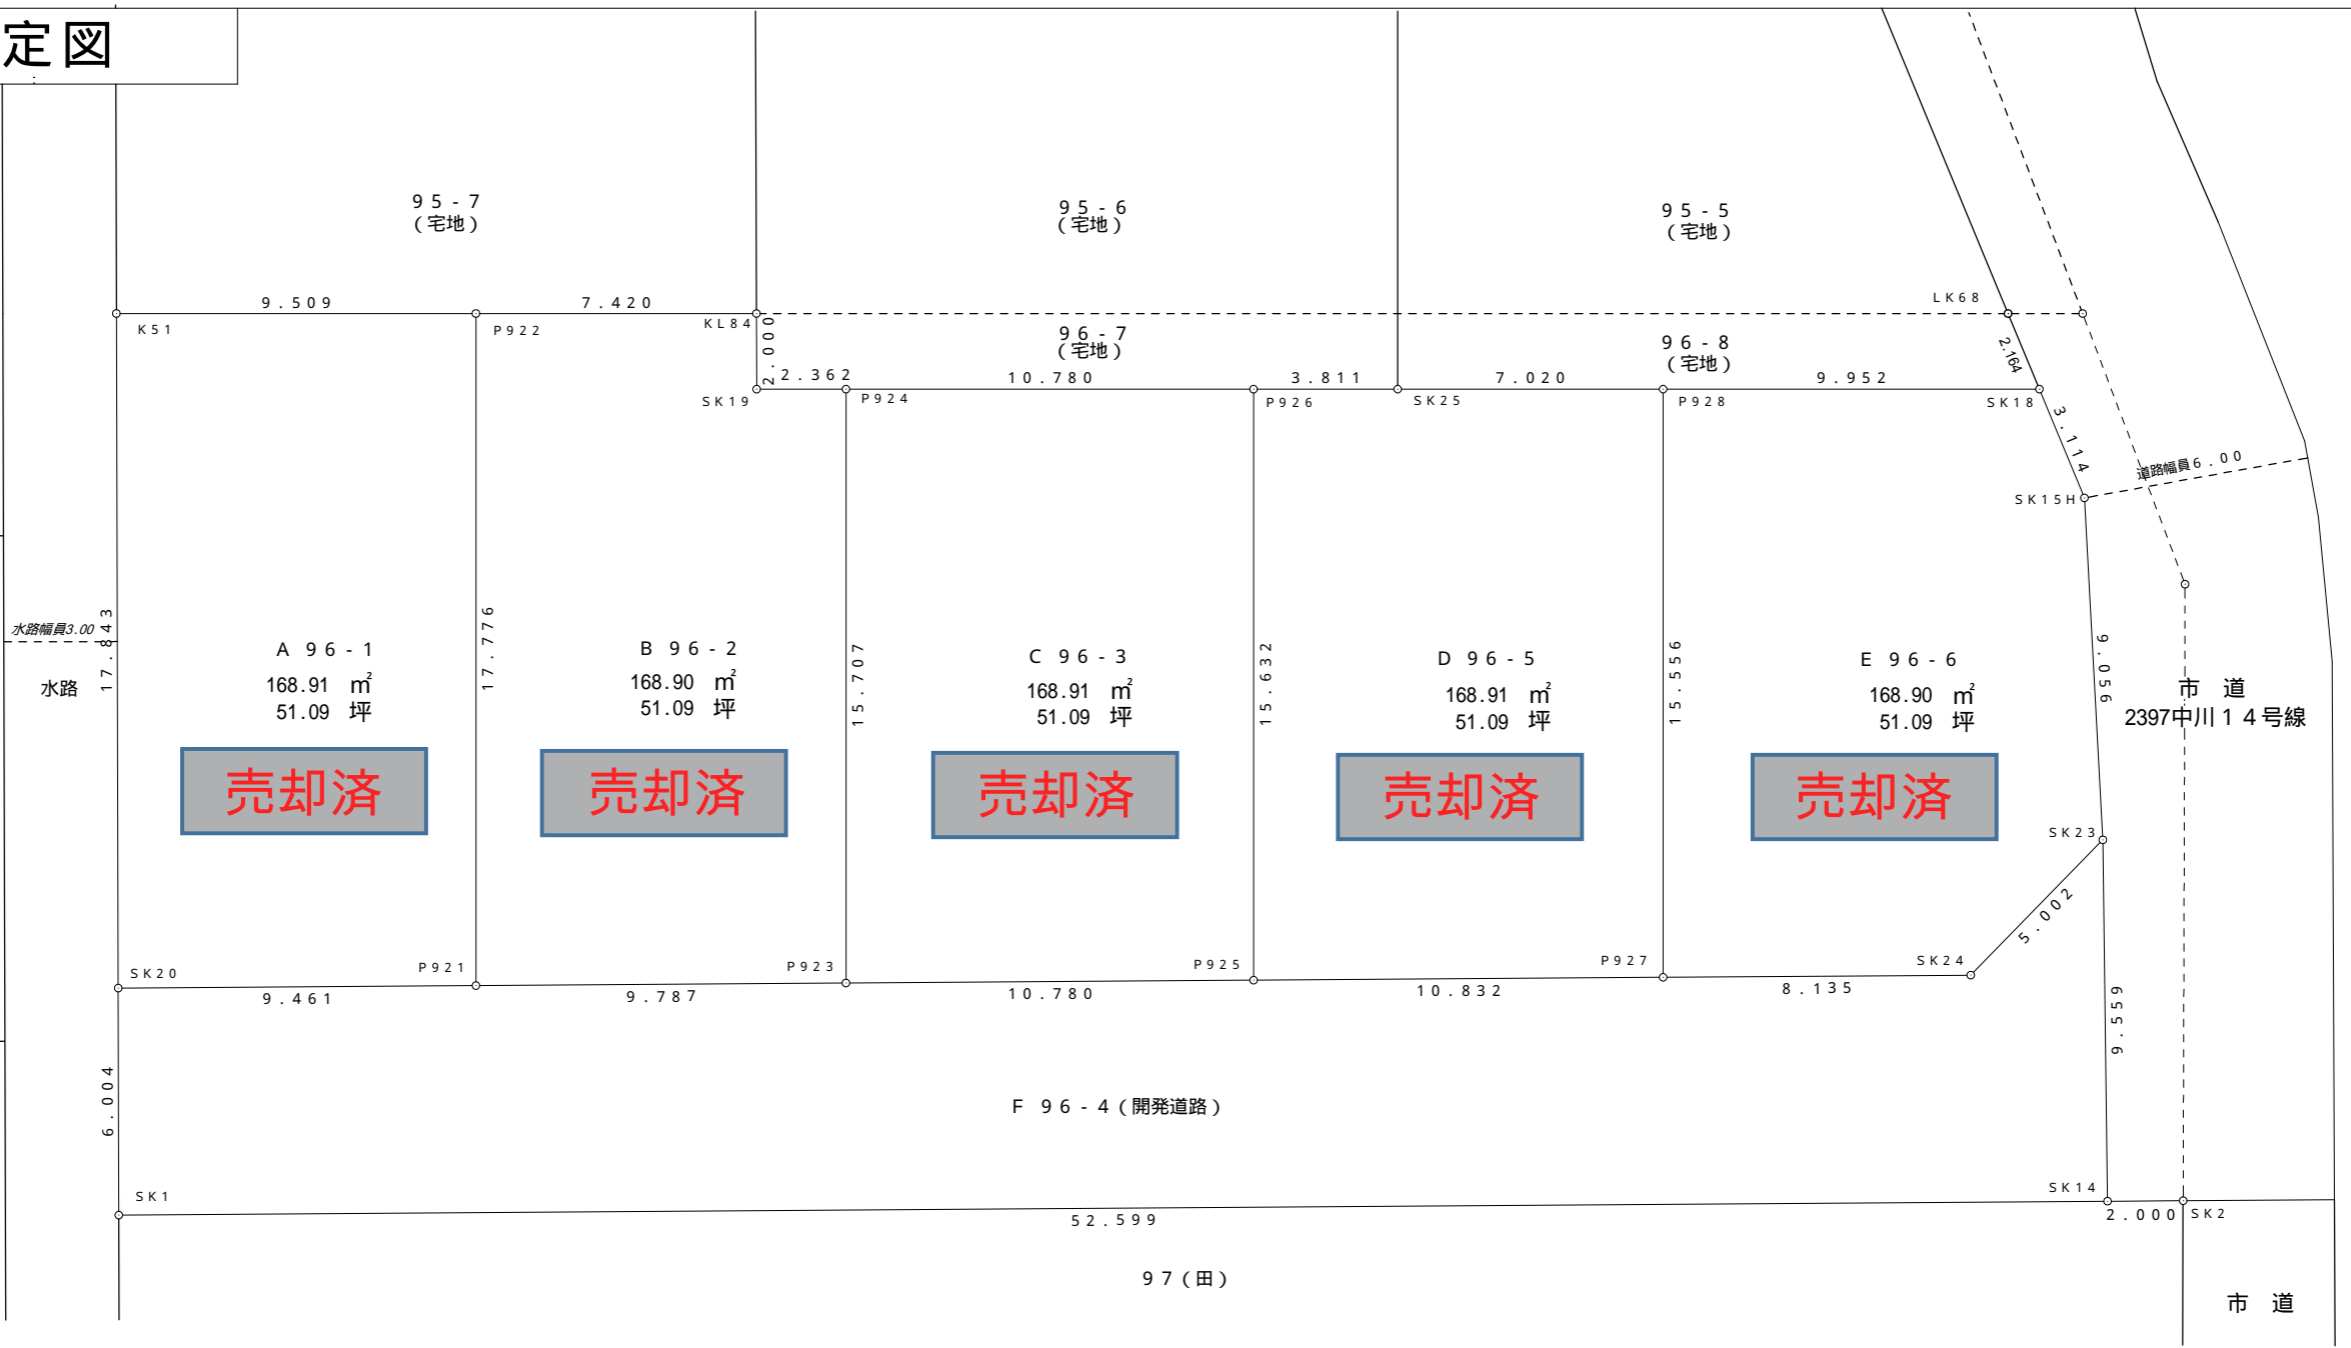 定図
95-7
(宅地)
95-6
(宅地)
95-5
(宅地)
9.509
7.420
K51
P922
KL84
LK68
2.000
96-7
(宅地)
96-8
(宅地)
2.164
2.362
10.780
3.811
7.020
9.952
SK19
P924
P926
SK25
P928
SK18
3.114
道路幅員6.00
SK15H
水路幅員3.00
水路
17.843
17.776
15.707
15.632
15.556
9.056
A 96-1
168.91 ㎡
51.09 坪
売却済
B 96-2
168.90 ㎡
51.09 坪
売却済
C 96-3
168.91 ㎡
51.09 坪
売却済
D 96-5
168.91 ㎡
51.09 坪
売却済
E 96-6
168.90 ㎡
51.09 坪
売却済
市 道
2397中川14号線
SK23
5.002
SK20
P921
P923
P925
P927
SK24
9.461
9.787
10.780
10.832
8.135
9.559
6.004
F 96-4(開発道路)
SK1
SK14
52.599
2.000
SK2
97(田)
市 道